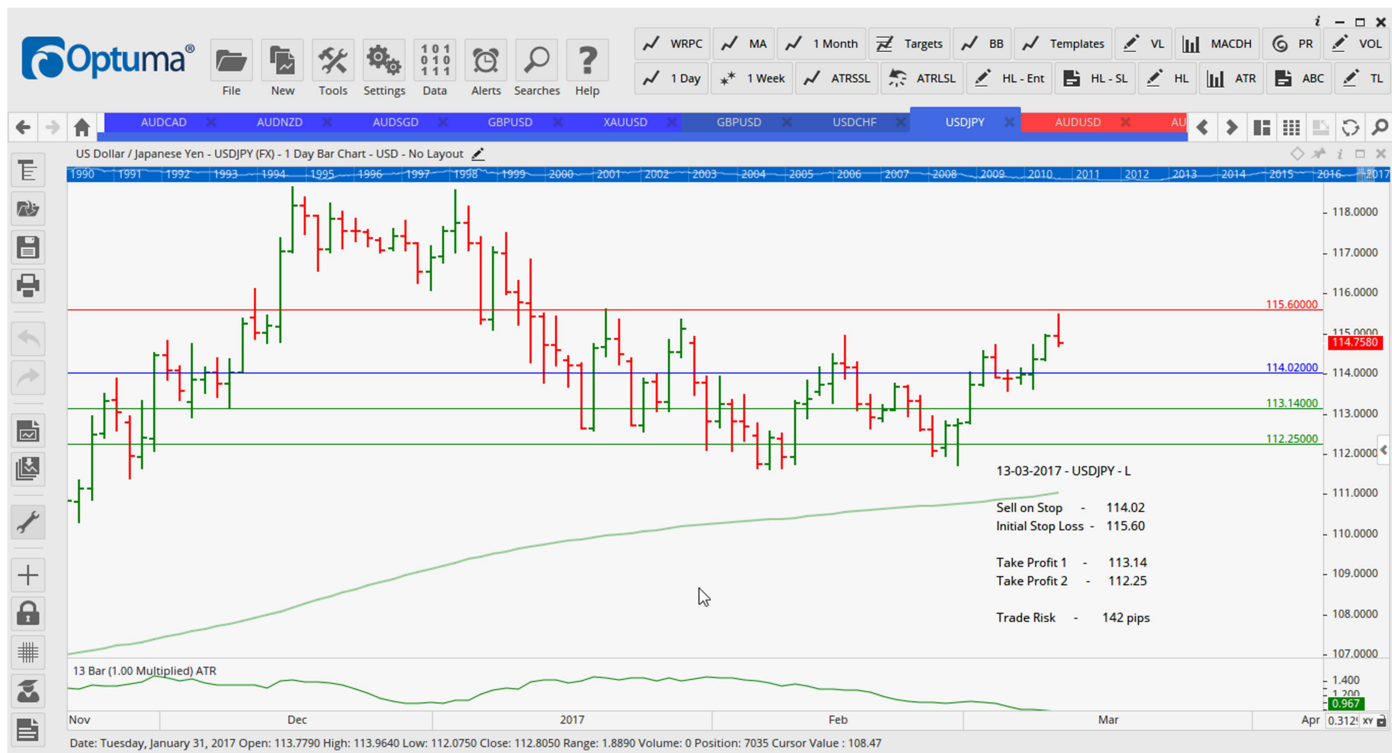 Optuma®
File
New
Tools
Settings
Data
Alerts
Searches
Help
WRPC
MA
1 Month
Targets
BB
Templates
VL
MACDH
PR
VOL
1 Day
1 Week
ATRSSL
ATRLSL
HL - Ent
HL - SL
HL
ATR
ABC
TL
AUDCAD
AUDNZD
AUDSGD
GBPUSD
XAUUSD
GBPUSD
USDCHF
USDJPY
AUDUSD
AU
US Dollar / Japanese Yen - USDJPY (FX) - 1 Day Bar Chart - USD - No Layout
1990 1991 1992 1993 1994 1995 1996 1997 1998 1999 2000 2001 2002 2003 2004 2005 2006 2007 2008 2009 2010 2011 2012 2013 2014 2015 2016 2017
118.0000
117.0000
116.0000
115.60000
115.0000
114.7580
114.02000
114.0000
113.14000
113.0000
112.25000
112.0000
13-03-2017 - USDJPY - L
111.0000
Sell on Stop - 114.02
Initial Stop Loss - 115.60
110.0000
Take Profit 1 - 113.14
Take Profit 2 - 112.25
109.0000
Trade Risk - 142 pips
108.0000
107.0000
13 Bar (1.00 Multiplied) ATR
1.400
1.200
0.967
Nov Dec 2017 Feb Mar Apr
XY
Date: Tuesday, January 31, 2017 Open: 113.7790 High: 113.9640 Low: 112.0750 Close: 112.8050 Range: 1.8890 Volume: 0 Position: 7035 Cursor Value : 108.47